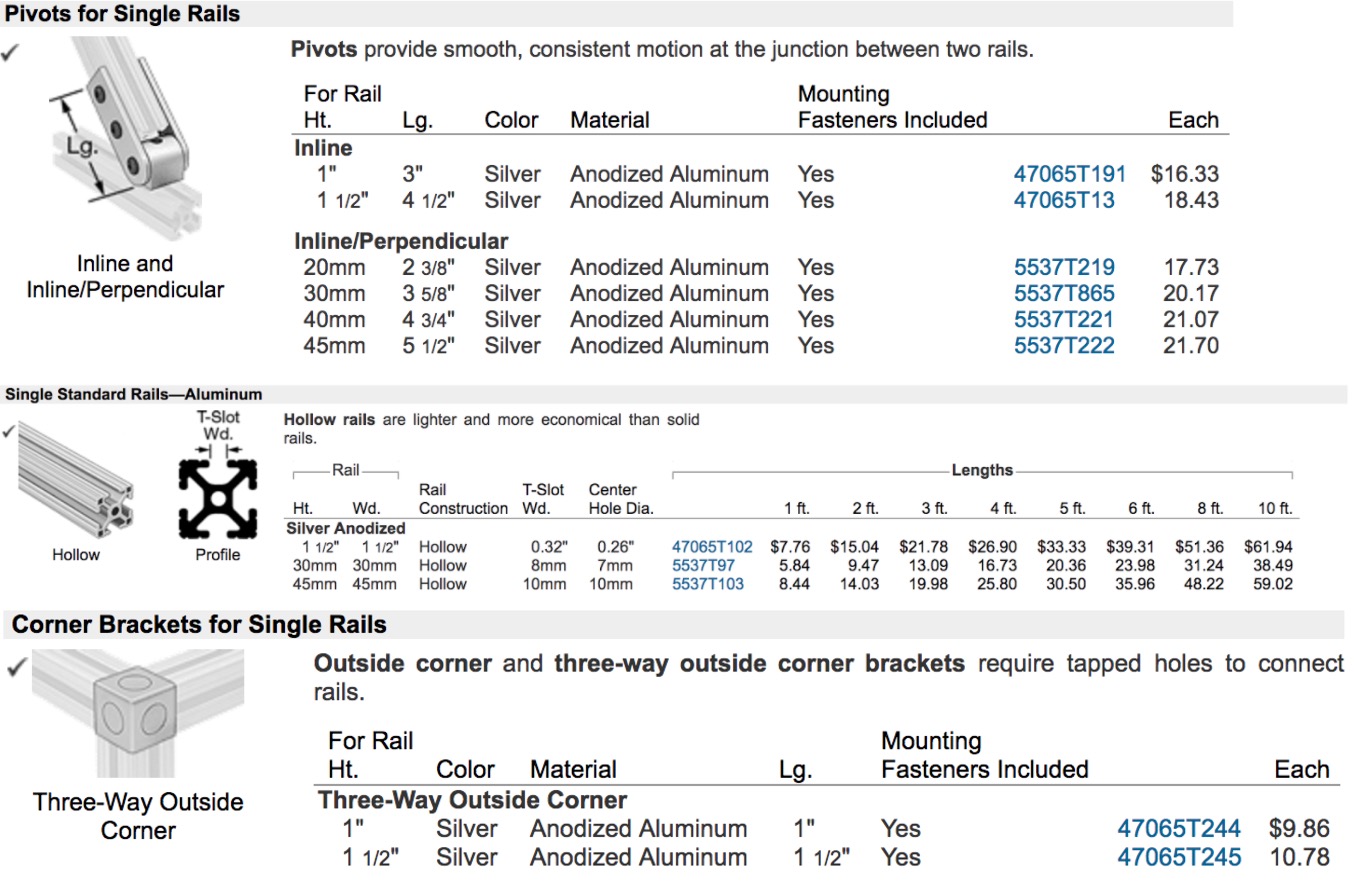 Pivots for Single Rails
Pivots provide smooth, consistent motion at the junction between two rails.
For Rail Mounting
Ht. Lg. Color Material Fasteners Included Each
Lg.
Inline
1" 3" Silver Anodized Aluminum Yes 47065T191 $16.33
1 1/2" 4 1/2" Silver Anodized Aluminum Yes 47065T13 18.43
Inline/Perpendicular
20mm 2 3/8" Silver Anodized Aluminum Yes 5537T219 17.73
30mm 3 5/8" Silver Anodized Aluminum Yes 5537T865 20.17
40mm 4 3/4" Silver Anodized Aluminum Yes 5537T221 21.07
45mm 5 1/2" Silver Anodized Aluminum Yes 5537T222 21.70
Inline and
Inline/Perpendicular
Single Standard Rails—Aluminum
T-Slot
Wd.
Hollow
Profile
Hollow rails are lighter and more economical than solid
rails.
Rail Lengths
Rail T-Slot Center
Ht. Wd. Construction Wd. Hole Dia. 1 ft. 2 ft. 3 ft. 4 ft. 5 ft. 6 ft. 8 ft. 10 ft.
Silver Anodized
1 1/2" 1 1/2" Hollow 0.32" 0.26" 47065T102 $7.76 $15.04 $21.78 $26.90 $33.33 $39.31 $51.36 $61.94
30mm 30mm Hollow 8mm 7mm 5537T97 5.84 9.47 13.09 16.73 20.36 23.98 31.24 38.49
45mm 45mm Hollow 10mm 10mm 5537T103 8.44 14.03 19.98 25.80 30.50 35.96 48.22 59.02
Corner Brackets for Single Rails
Three-Way Outside
Corner
Outside corner and three-way outside corner brackets require tapped holes to connect
rails.
For Rail Mounting
Ht. Color Material Lg. Fasteners Included Each
Three-Way Outside Corner
1" Silver Anodized Aluminum 1" Yes 47065T244 $9.86
1 1/2" Silver Anodized Aluminum 1 1/2" Yes 47065T245 10.78